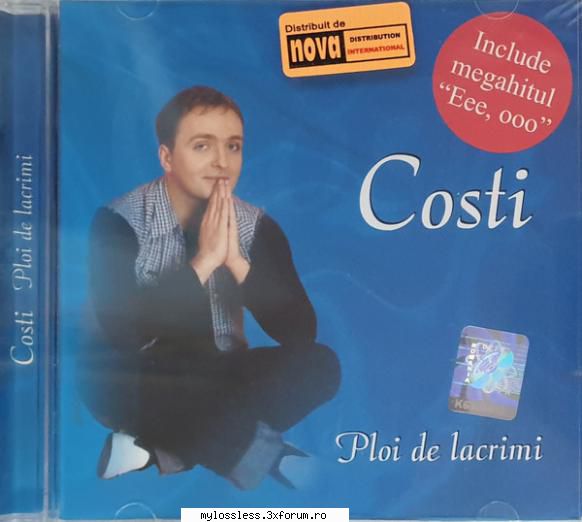 Costi Ploi de lacrimi
Distribuit de
nova
DISTRIBUTION
INTERNATIONAL
Include
megahitul
“Eee, ooo”
Costi
Ploi de lacrimi
mylossless.3xforum.ro